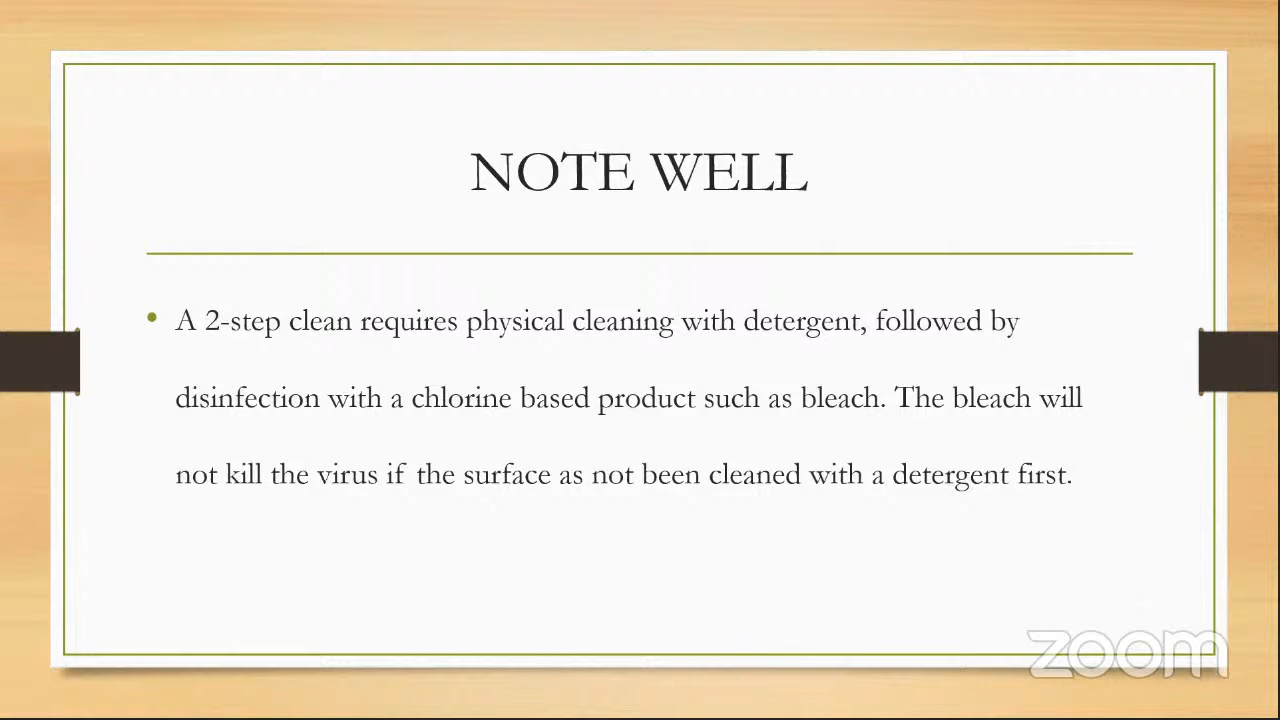 NOTE WELL
• A 2-step clean requires physical cleaning with detergent, followed by
disinfection with a chlorine based product such as bleach. The bleach will
not kill the virus if the surface as not been cleaned with a detergent first.
zoom